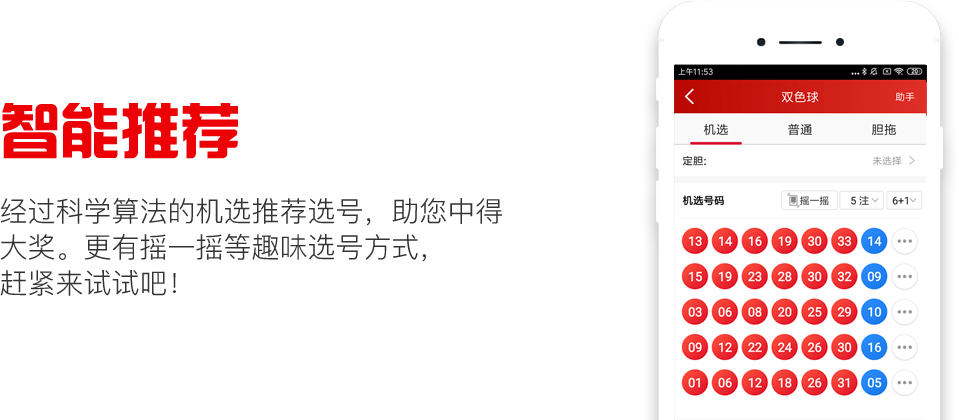 智能推荐
经过科学算法的机选推荐选号，助您中得
大奖。更有摇一摇等趣味选号方式，
赶紧来试试吧！
上午11:53
20
双色球
助手
机选 普通 胆拖
定胆: 未选择
机选号码 摇一摇 5 注 6+1
13 14 16 19 30 33 14
15 19 23 28 30 32 09
03 06 08 20 25 29 10
09 12 22 24 26 30 16
01 06 12 18 26 31 05